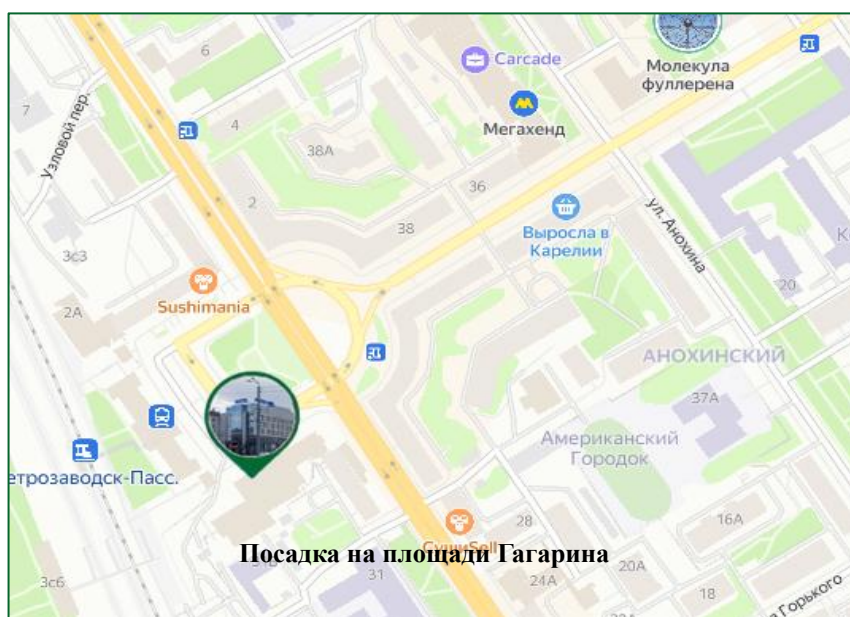 6
Carcade
Молекула
фуллерена
7
Узловой пер.
4
Мегахенд
38А
36
ул. Анохина
2
38
Выросла в
Карелии
3с3
20
Sushimania
2А
АНОХИНСКИЙ
37А
Американский
Городок
етрозаводск-Пасс.
28
16А
Посадка на площади Гагарина
20А
3с6
31
24А
18
Горького